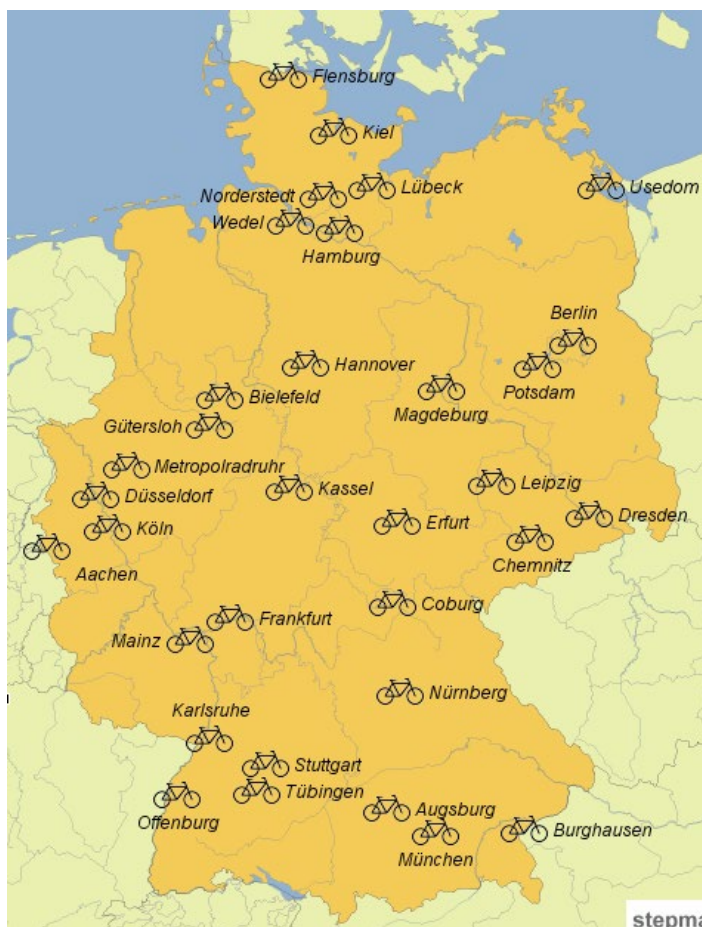 Flensburg
Kiel
Norderstedt
Lübeck
Usedom
Wedel
Hamburg
Berlin
Hannover
Potsdam
Bielefeld
Magdeburg
Gütersloh
Metropolradruhr
Leipzig
Düsseldorf
Kassel
Köln
Erfurt
Dresden
Chemnitz
Aachen
Coburg
Frankfurt
Mainz
Nürnberg
Karlsruhe
Stuttgart
Tübingen
Offenburg
Augsburg
Burghausen
München
stepma